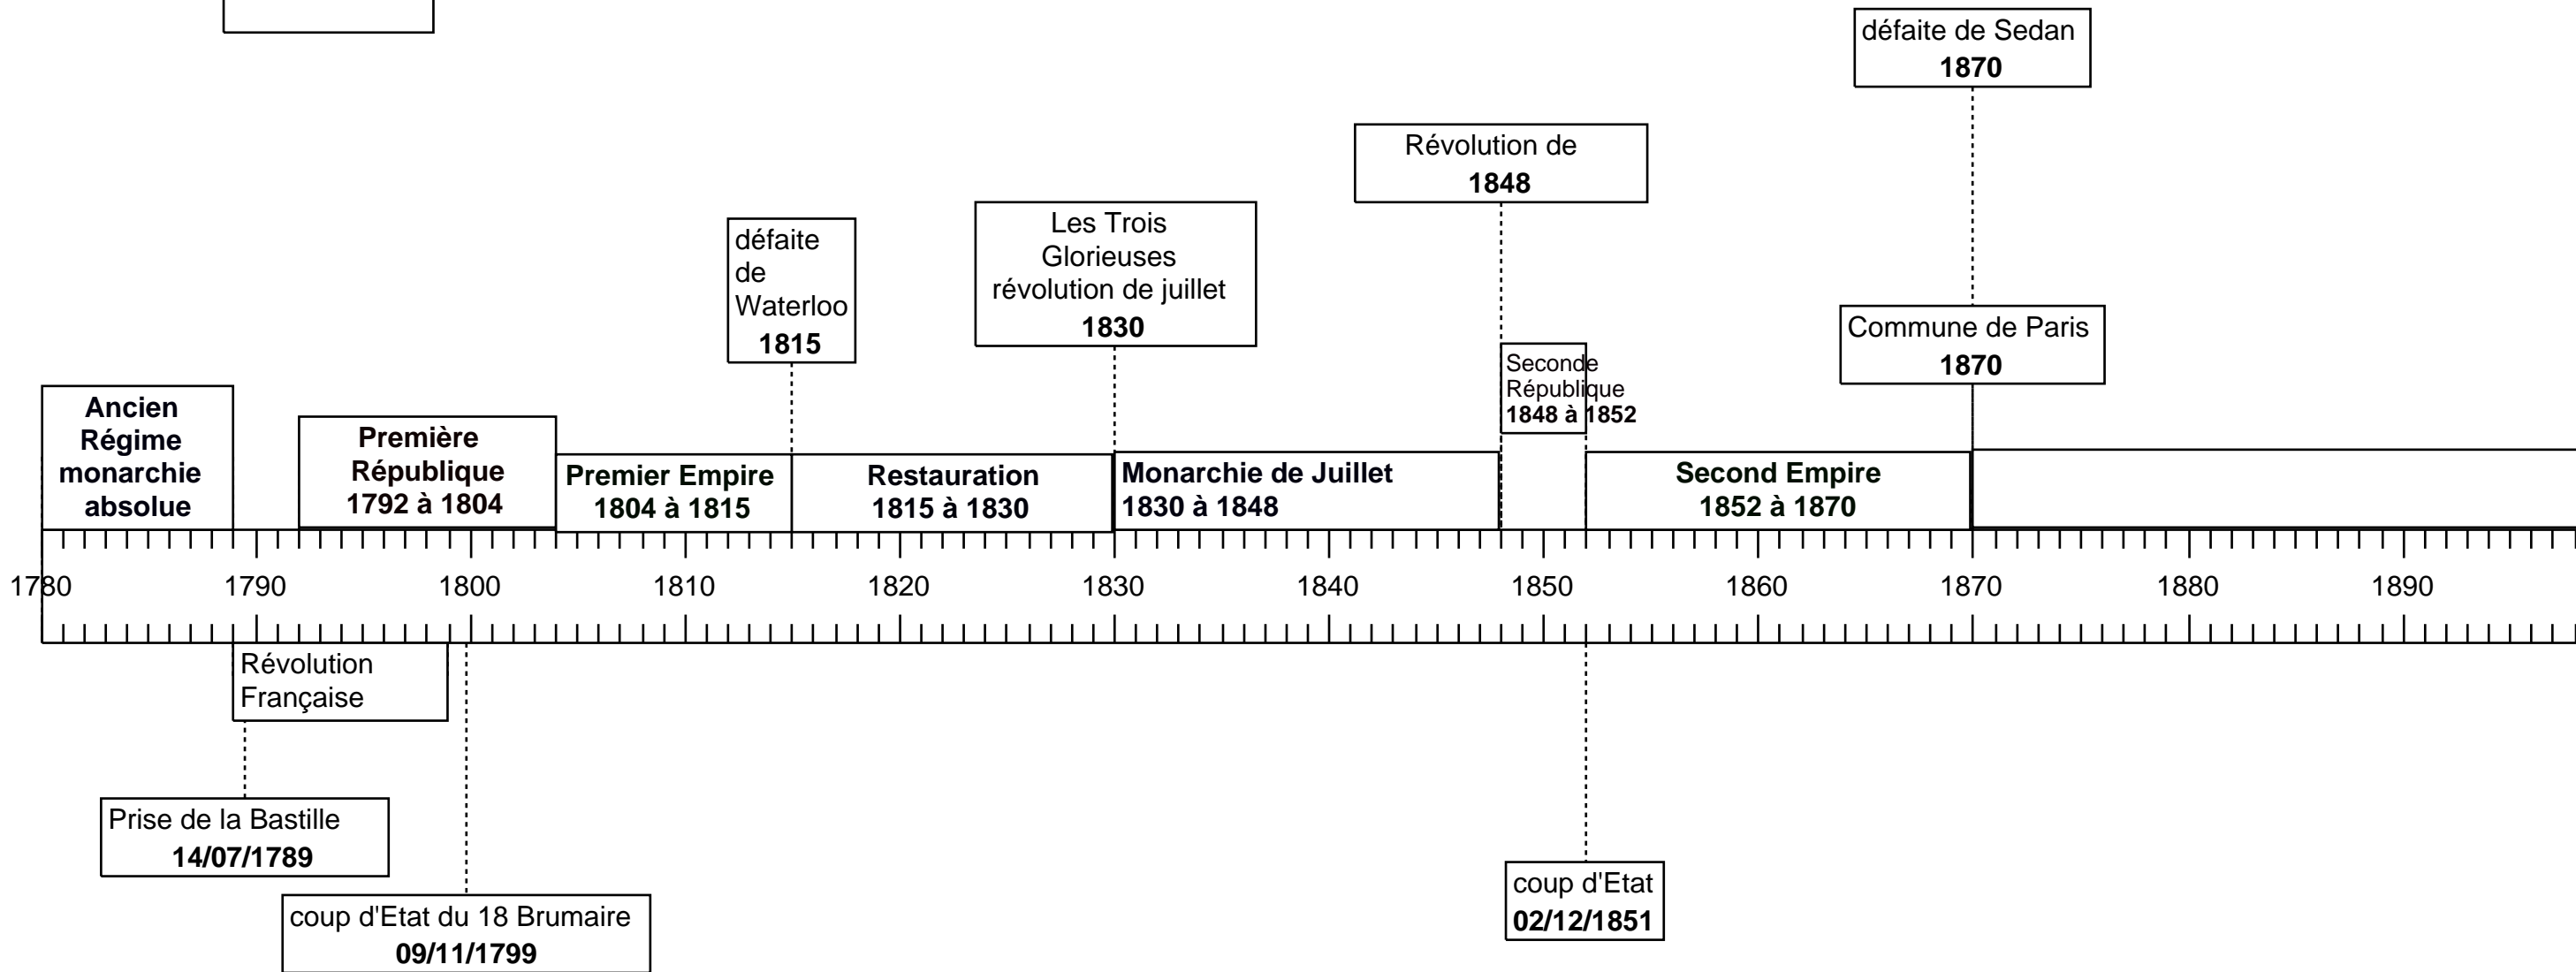 défaite de Sedan
1870
Révolution de
1848
Les Trois
Glorieuses
révolution de juillet
1830
défaite
de
Waterloo
1815
Commune de Paris
1870
Seconde
République
1848 à 1852
Ancien
Régime
monarchie
absolue
Première
République
1792 à 1804
Premier Empire
1804 à 1815
Restauration
1815 à 1830
Monarchie de Juillet
1830 à 1848
Second Empire
1852 à 1870
1780 1790 1800 1810 1820 1830 1840 1850 1860 1870 1880 1890
Révolution
Française
Prise de la Bastille
14/07/1789
coup d'Etat du 18 Brumaire
09/11/1799
coup d'Etat
02/12/1851